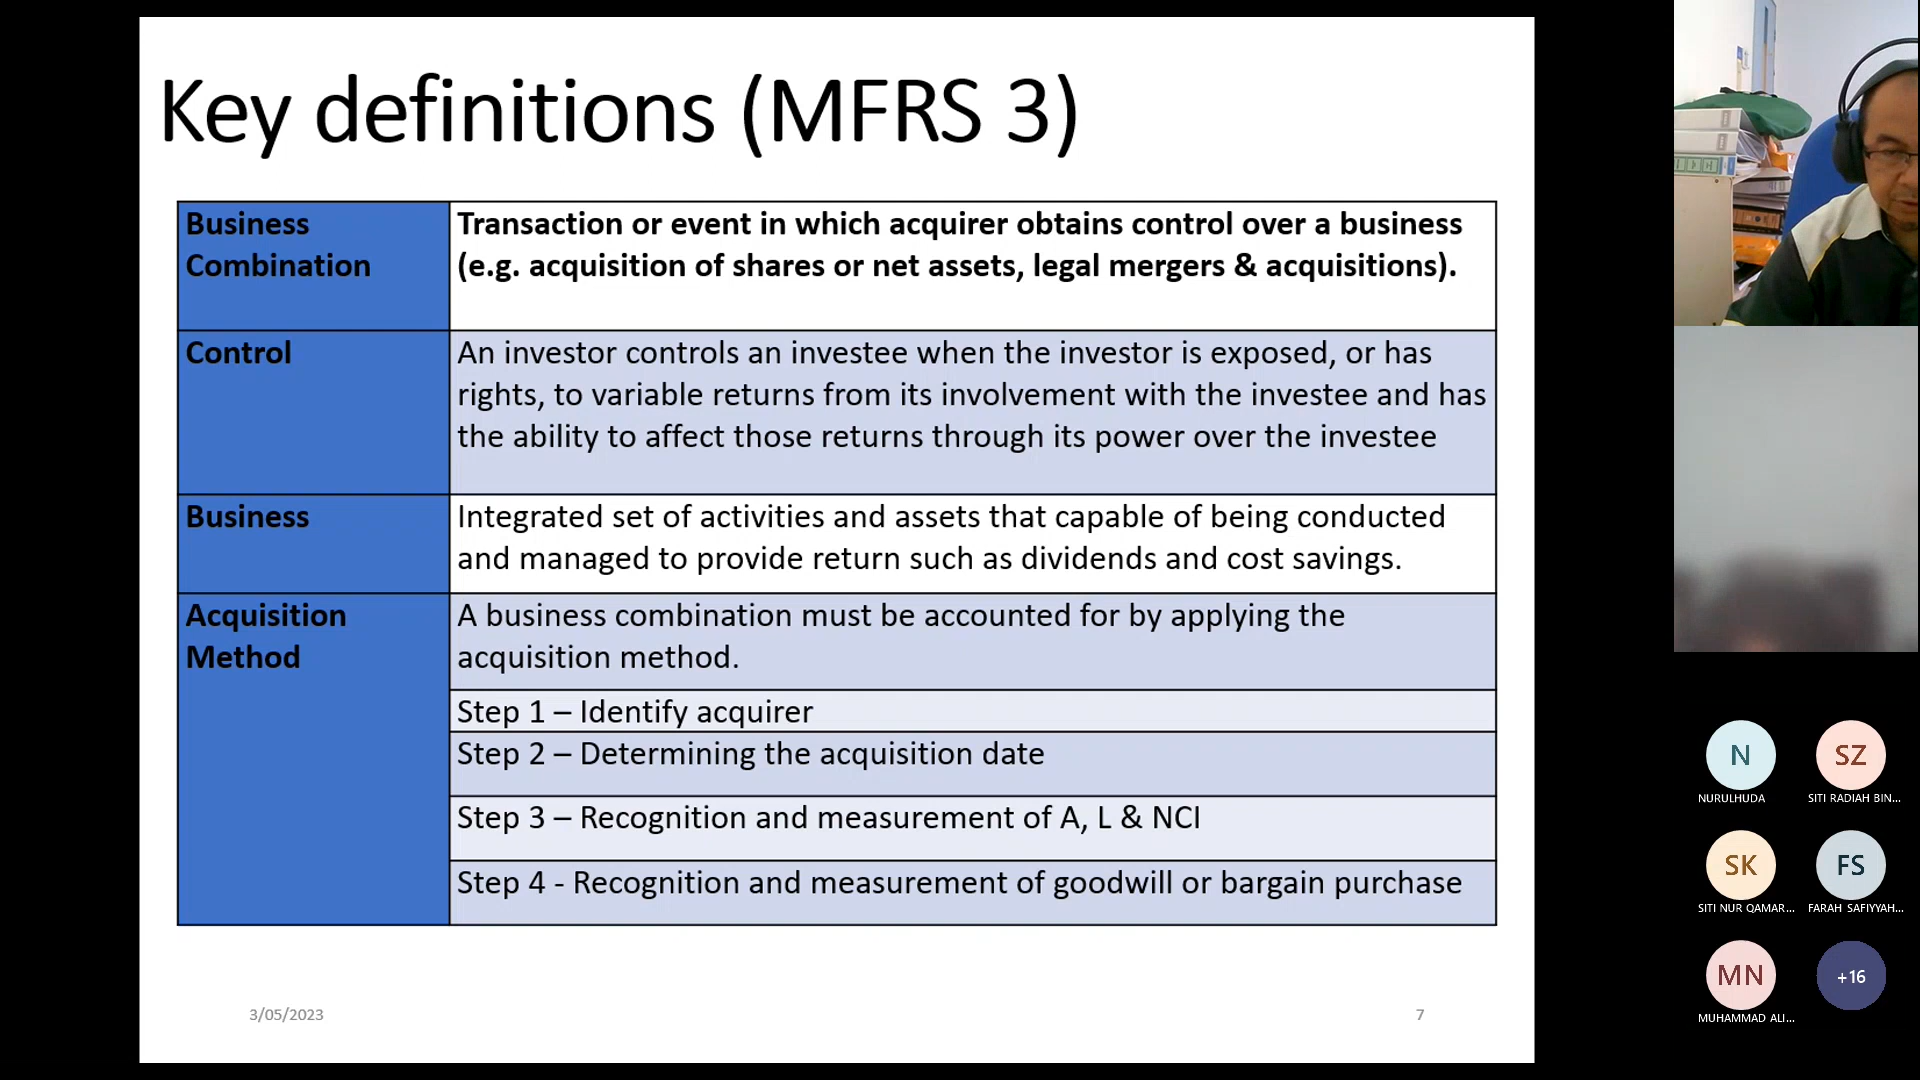 Key definitions (MFRS 3)
Business
Combination
Transaction or event in which acquirer obtains control over a business
(e.g. acquisition of shares or net assets, legal mergers & acquisitions).
Control
An investor controls an investee when the investor is exposed, or has
rights, to variable returns from its involvement with the investee and has
the ability to affect those returns through its power over the investee
Business
Integrated set of activities and assets that capable of being conducted
and managed to provide return such as dividends and cost savings.
Acquisition
Method
A business combination must be accounted for by applying the
acquisition method.
Step 1 – Identify acquirer
Step 2 – Determining the acquisition date
Step 3 – Recognition and measurement of A, L & NCI
Step 4 - Recognition and measurement of goodwill or bargain purchase
3/05/2023
7
N
NURULHUDA
SZ
SITI RADIAH BIN...
SK
SITI NUR QAMAR...
FS
FARAH SAFIYYAH...
MN
MUHAMMAD ALI...
+16